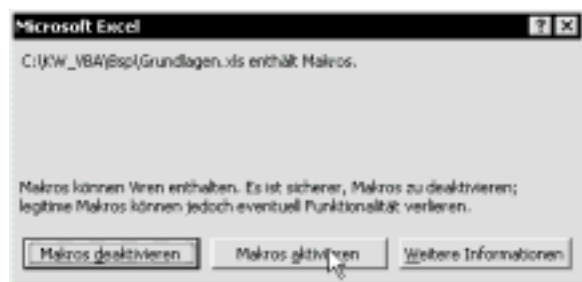 Microsoft Excel
C:\KW_VBA\Bspl\Grundlagen.xls enthält Makros.
Makros können Viren enthalten. Es ist sicherer, Makros zu deaktivieren;
legitime Makros können jedoch eventuell Funktionalität verlieren.
Makros deaktivieren Makros aktivieren Weitere Informationen